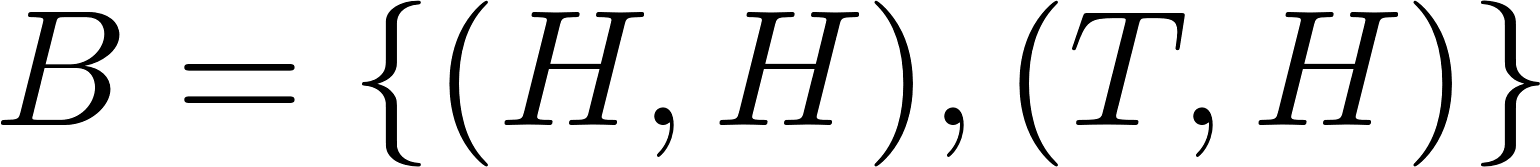 B = {(H, H), (T, H)}